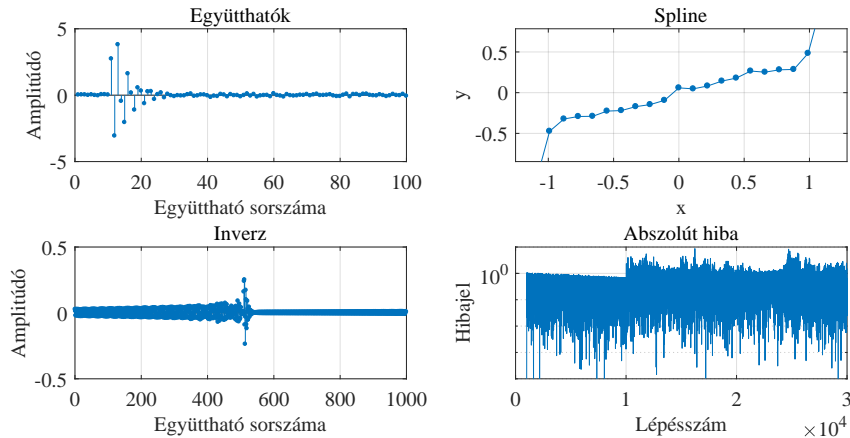 Együtthatók
5
0
-5
Amplitúdó
0 20 40 60 80 100
Együttható sorszáma
Spline
0.5
0
-0.5
y
-1 -0.5 0 0.5 1
x
Inverz
0.5
0
-0.5
Amplitúdó
0 200 400 600 800 1000
Együttható sorszáma
Abszolút hiba
10⁰
Hibajel
0 1 2 3
Lépésszám
×10⁴